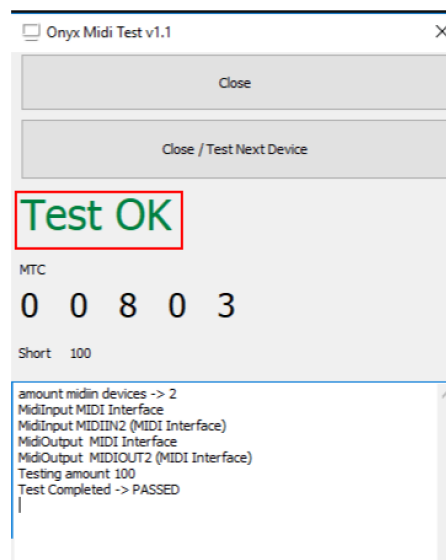 Onyx Midi Test v1.1
Close
Close / Test Next Device
Test OK
MTC
0 0 8 0 3
Short 100
amount midiin devices -> 2
MidiInput MIDI Interface
MidiInput MIDIIN2 (MIDI Interface)
MidiOutput MIDI Interface
MidiOutput MIDIOUT2 (MIDI Interface)
Testing amount 100
Test Completed -> PASSED